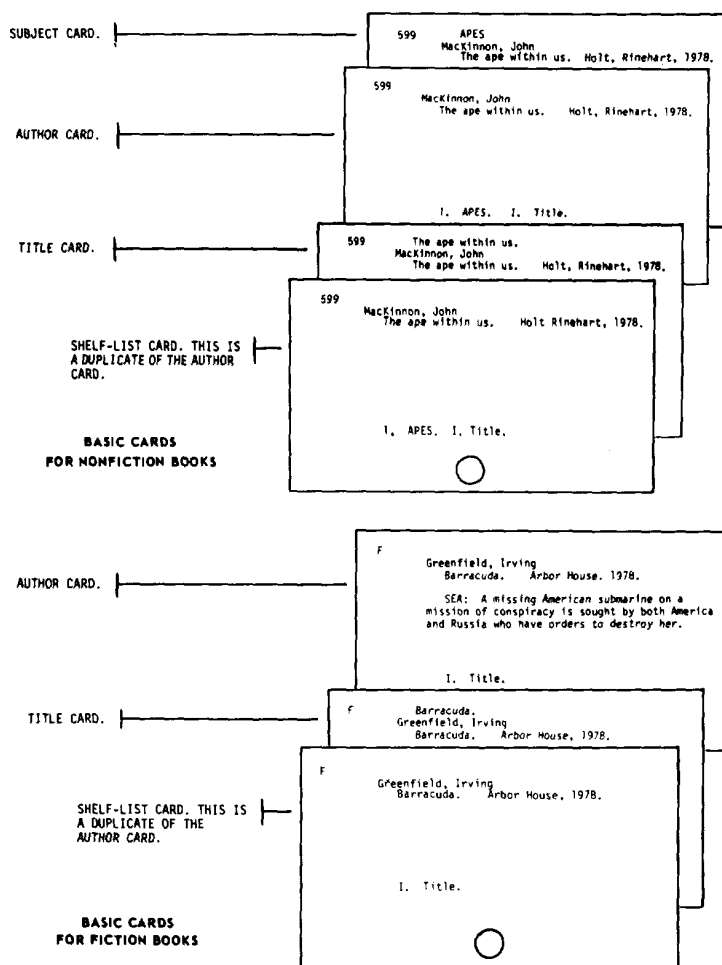 SUBJECT CARD.
599 APES
MacKinnon, John
The ape within us. Holt, Rinehart, 1978.
AUTHOR CARD.
599
MacKinnon, John
The ape within us. Holt, Rinehart, 1978.
1. APES. I. Title.
TITLE CARD.
599 The ape within us.
MacKinnon, John
The ape within us. Holt, Rinehart, 1978.
SHELF-LIST CARD. THIS IS
A DUPLICATE OF THE AUTHOR
CARD.
599
MacKinnon, John
The ape within us. Holt Rinehart, 1978.
1. APES. I. Title.
BASIC CARDS
FOR NONFICTION BOOKS
AUTHOR CARD.
F
Greenfield, Irving
Barracuda. Arbor House. 1978.
SEA: A missing American submarine on a
mission of conspiracy is sought by both America
and Russia who have orders to destroy her.
I. Title.
TITLE CARD.
F Barracuda.
Greenfield, Irving
Barracuda. Arbor House, 1978.
SHELF-LIST CARD. THIS IS
A DUPLICATE OF THE
AUTHOR CARD.
F
Greenfield, Irving
Barracuda. Arbor House, 1978.
I. Title.
BASIC CARDS
FOR FICTION BOOKS